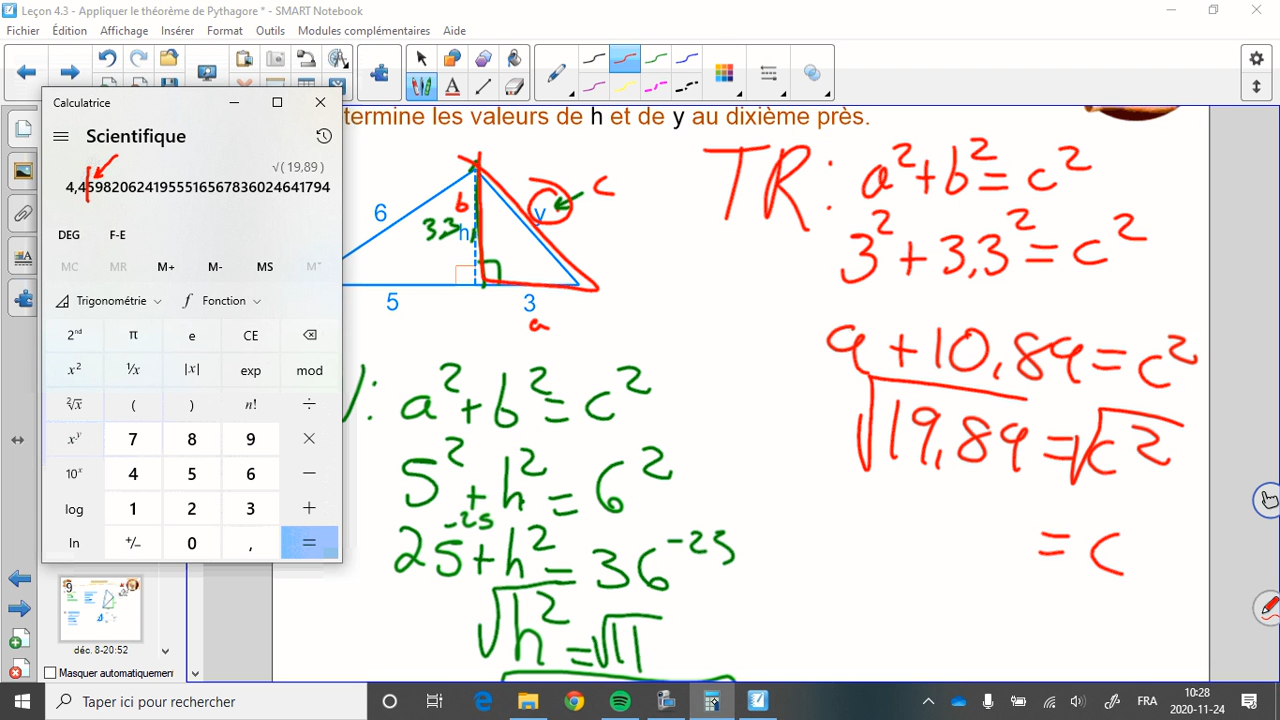 Leçon 4.3 - Appliquer le théorème de Pythagore * - SMART Notebook
Fichier Édition Affichage Insérer Format Outils Modules complémentaires Aide
Calculatrice
Scientifique
√( 19,89 )
4,4598206241955516567836024641794
DEG F-E
MC MR M+ M- MS M˅
Trigonométrie Fonction
2ⁿᵈ π e CE
x² ¹/x |x| exp mod
²√x ( ) n! ÷
xʸ 7 8 9 ×
10ˣ 4 5 6 −
log 1 2 3 +
ln +/− 0 , =
termine les valeurs de h et de y au dixième près.
6
b
3,3
h
y
c
5
3
a
TR: a² + b² = c²
3² + 3,3² = c²
9 + 10,89 = c²
√19,89 = √c²
= c
: a² + b² = c²
5² + h² = 6²
25 -25 + h² = 36 -25
√h² = √11
9
déc. 8-20:52
Masquer automatiquement
Taper ici pour rechercher
FRA
10:28
2020-11-24